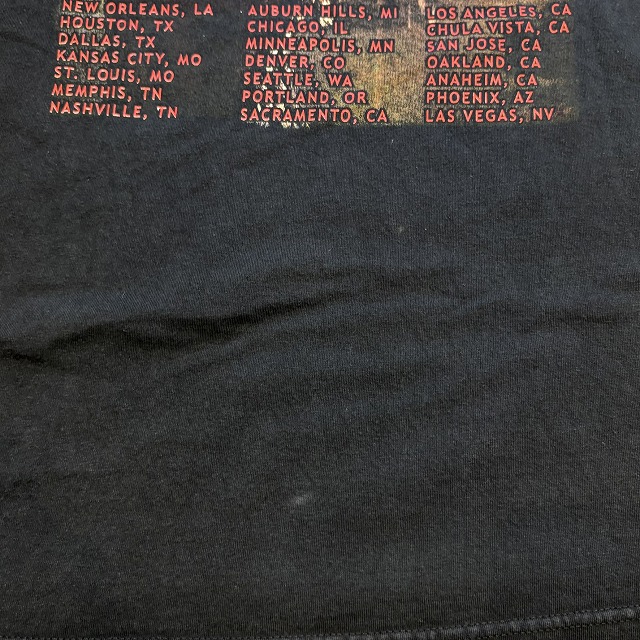 NEW ORLEANS, LA
HOUSTON, TX
DALLAS, TX
KANSAS CITY, MO
ST. LOUIS, MO
MEMPHIS, TN
NASHVILLE, TN
AUBURN HILLS, MI
CHICAGO, IL
MINNEAPOLIS, MN
DENVER, CO
SEATTLE, WA
PORTLAND, OR
SACRAMENTO, CA
LOS ANGELES, CA
CHULA VISTA, CA
SAN JOSE, CA
OAKLAND, CA
ANAHEIM, CA
PHOENIX, AZ
LAS VEGAS, NV